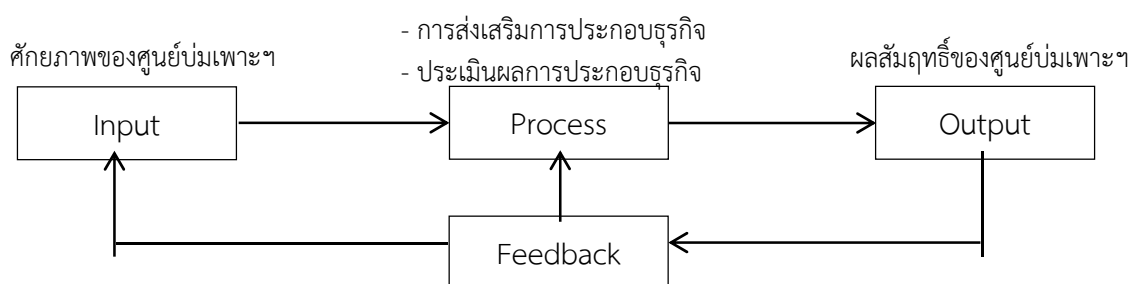 - การส่งเสริมการประกอบธุรกิจ
ศักยภาพของศูนย์บ่มเพาะฯ
- ประเมินผลการประกอบธุรกิจ
ผลสัมฤทธิ์ของศูนย์บ่มเพาะฯ
Input
Process
Output
Feedback